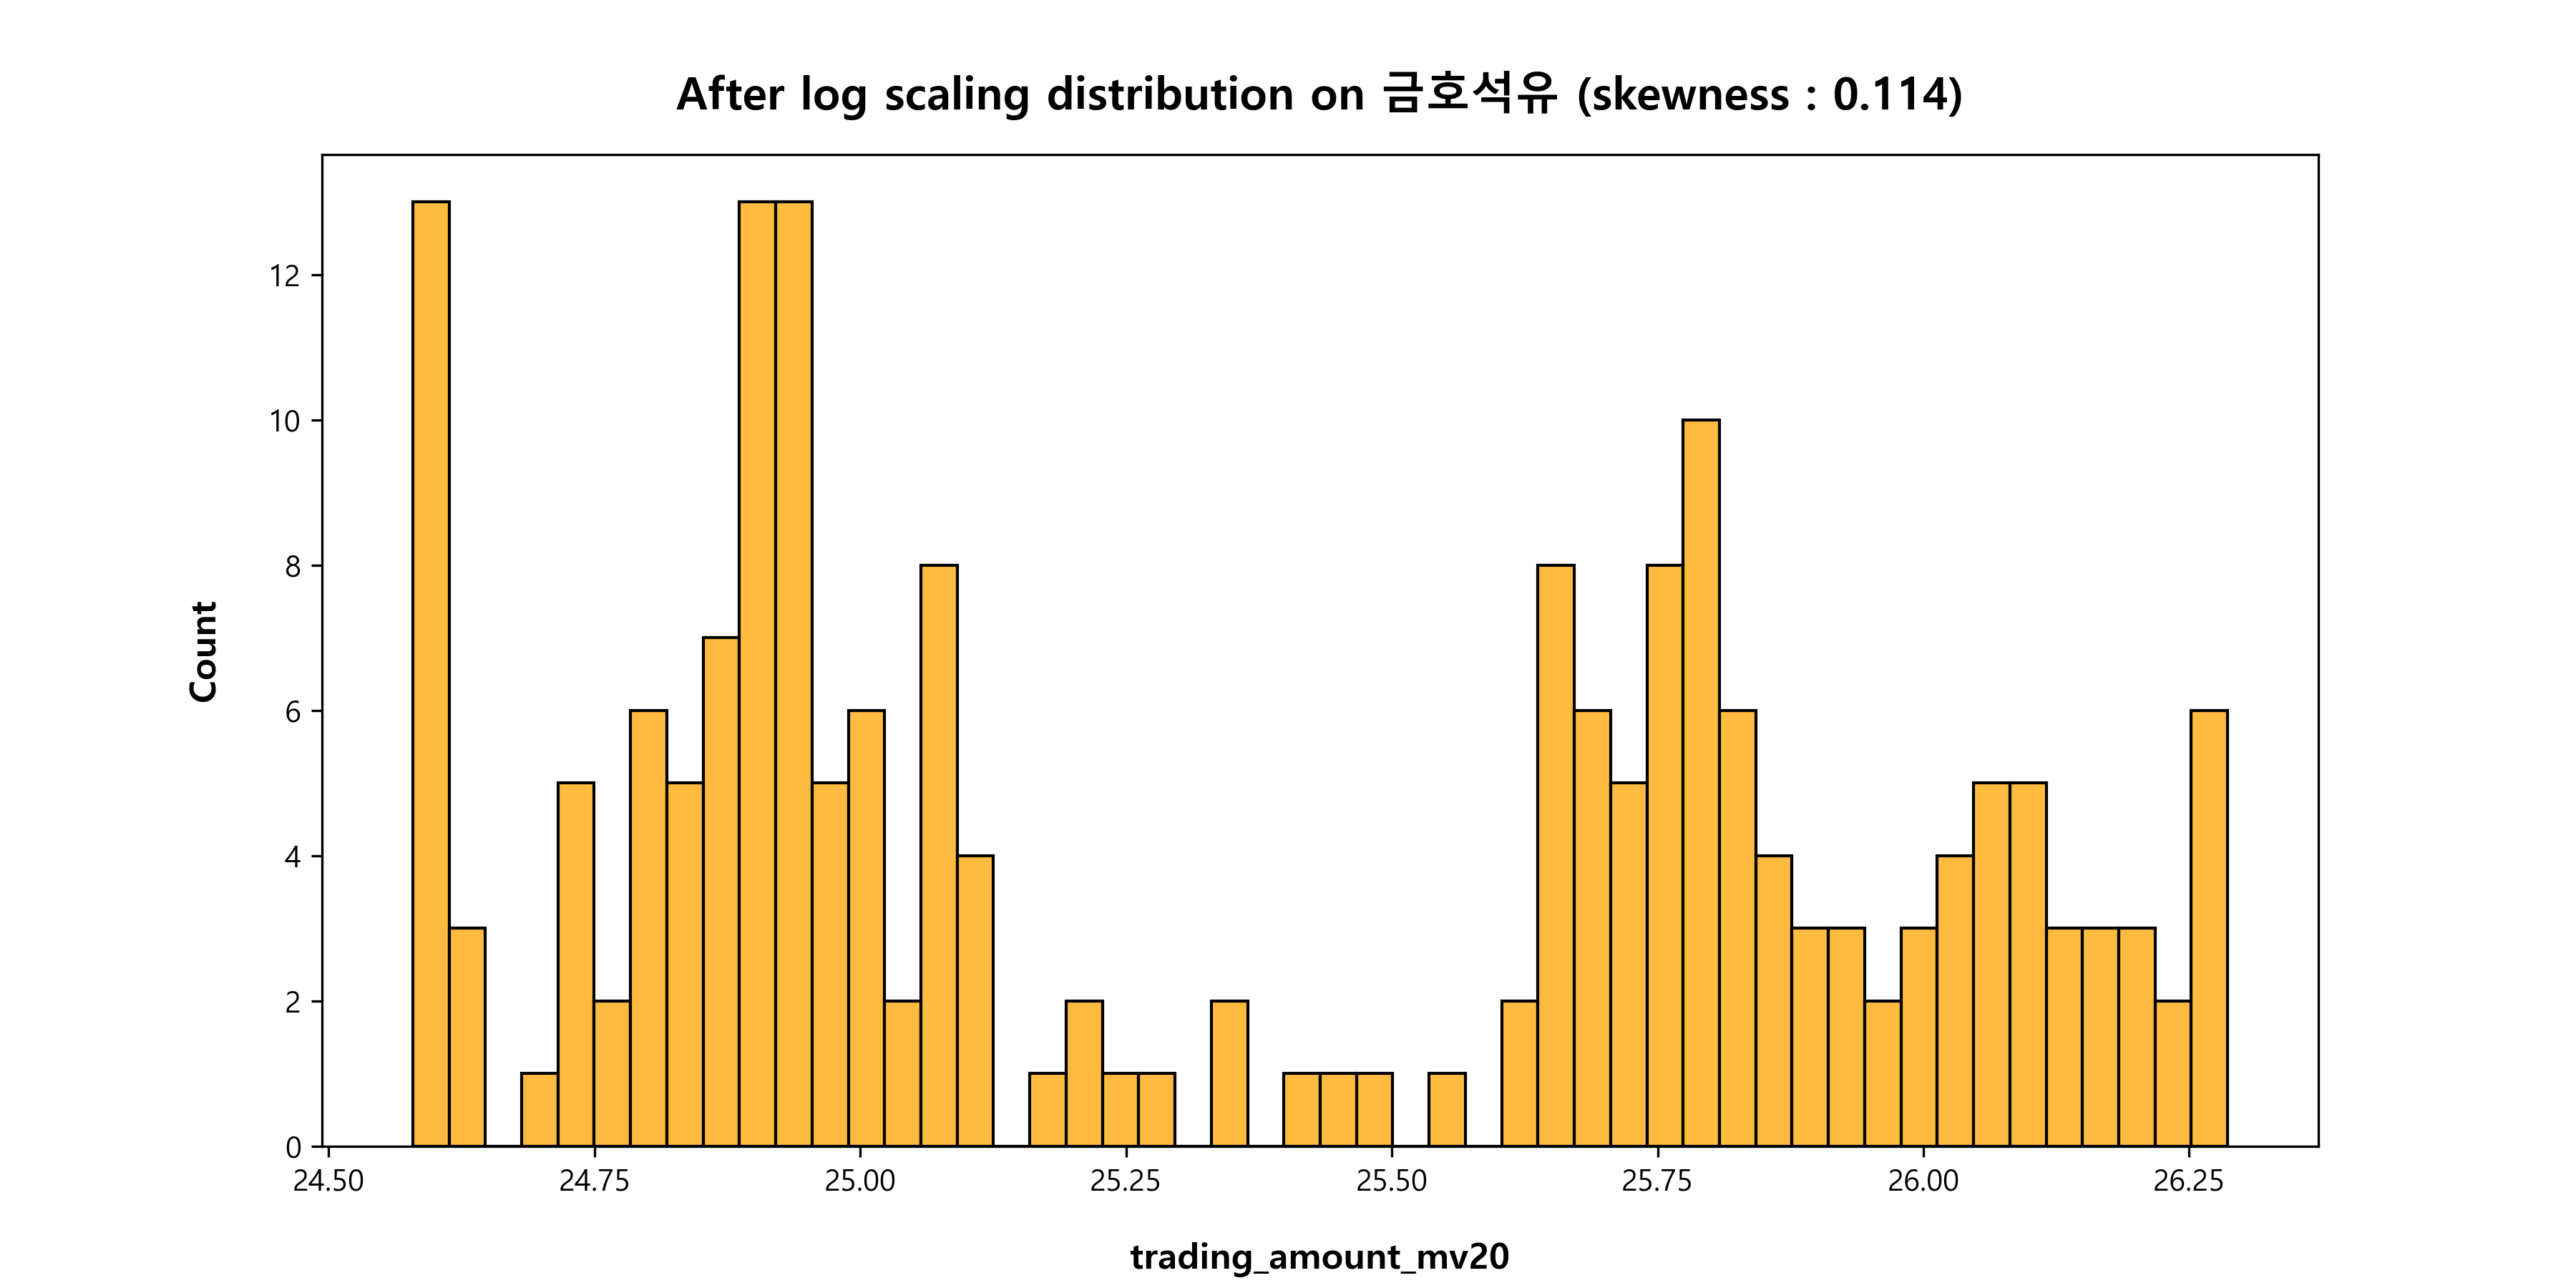 After log scaling distribution on 금호석유 (skewness : 0.114)
Count
12
10
8
6
4
2
0
24.50 24.75 25.00 25.25 25.50 25.75 26.00 26.25
trading_amount_mv20